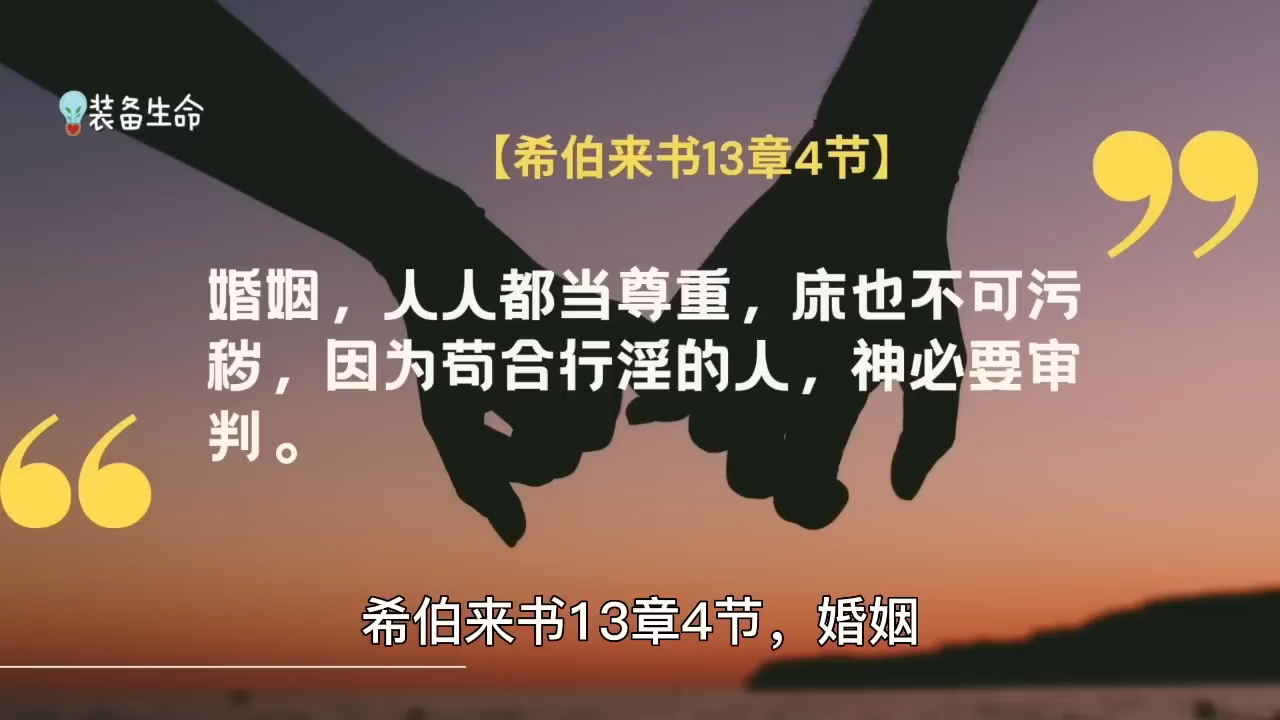 装备生命
【希伯来书13章4节】
婚姻，人人都当尊重，床也不可污
秽，因为苟合行淫的人，神必要审
判。
希伯来书13章4节，婚姻